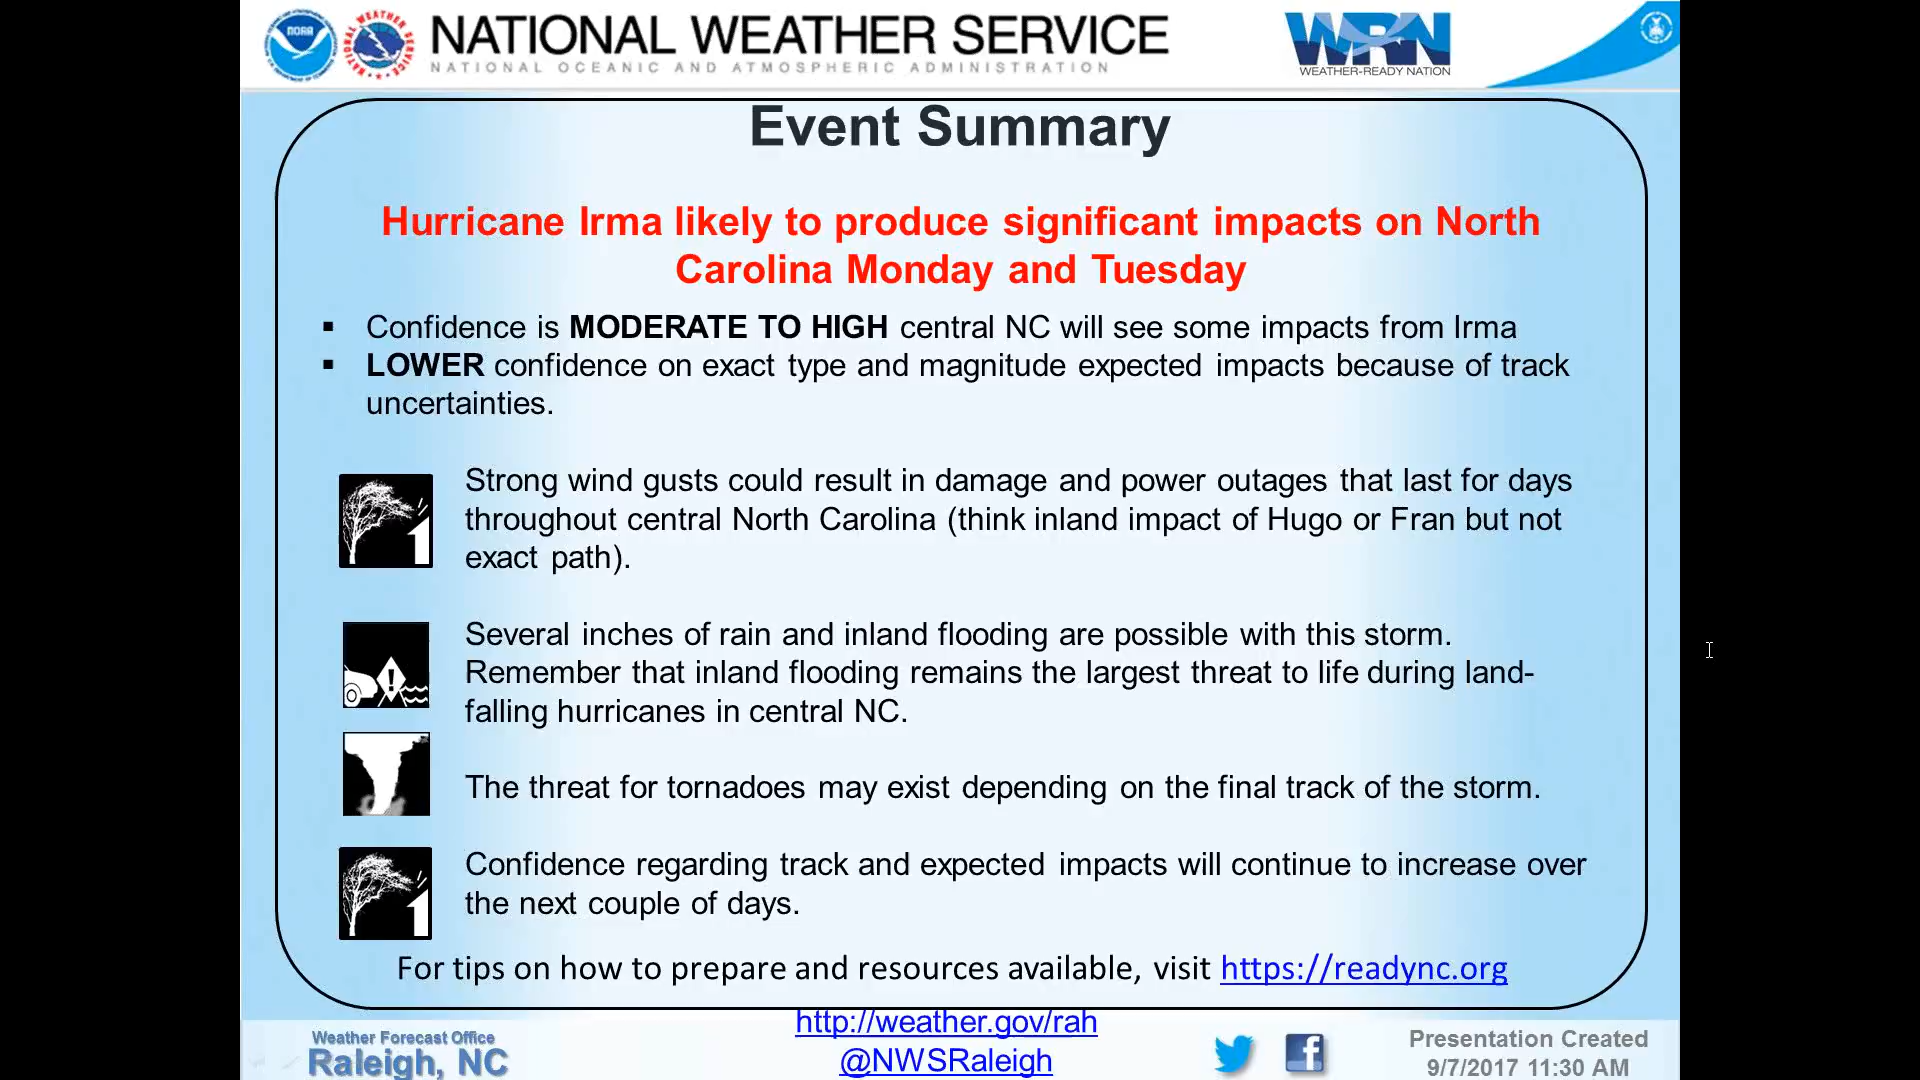 NATIONAL WEATHER SERVICE
NATIONAL OCEANIC AND ATMOSPHERIC ADMINISTRATION
NOAA
WRN
WEATHER-READY NATION
Event Summary
Hurricane Irma likely to produce significant impacts on North
Carolina Monday and Tuesday
▪ Confidence is MODERATE TO HIGH central NC will see some impacts from Irma
▪ LOWER confidence on exact type and magnitude expected impacts because of track
uncertainties.
Strong wind gusts could result in damage and power outages that last for days
throughout central North Carolina (think inland impact of Hugo or Fran but not
exact path).
Several inches of rain and inland flooding are possible with this storm.
Remember that inland flooding remains the largest threat to life during land-
falling hurricanes in central NC.
The threat for tornadoes may exist depending on the final track of the storm.
Confidence regarding track and expected impacts will continue to increase over
the next couple of days.
For tips on how to prepare and resources available, visit https://readync.org
Weather Forecast Office
Raleigh, NC
http://weather.gov/rah
@NWSRaleigh
Presentation Created
9/7/2017 11:30 AM